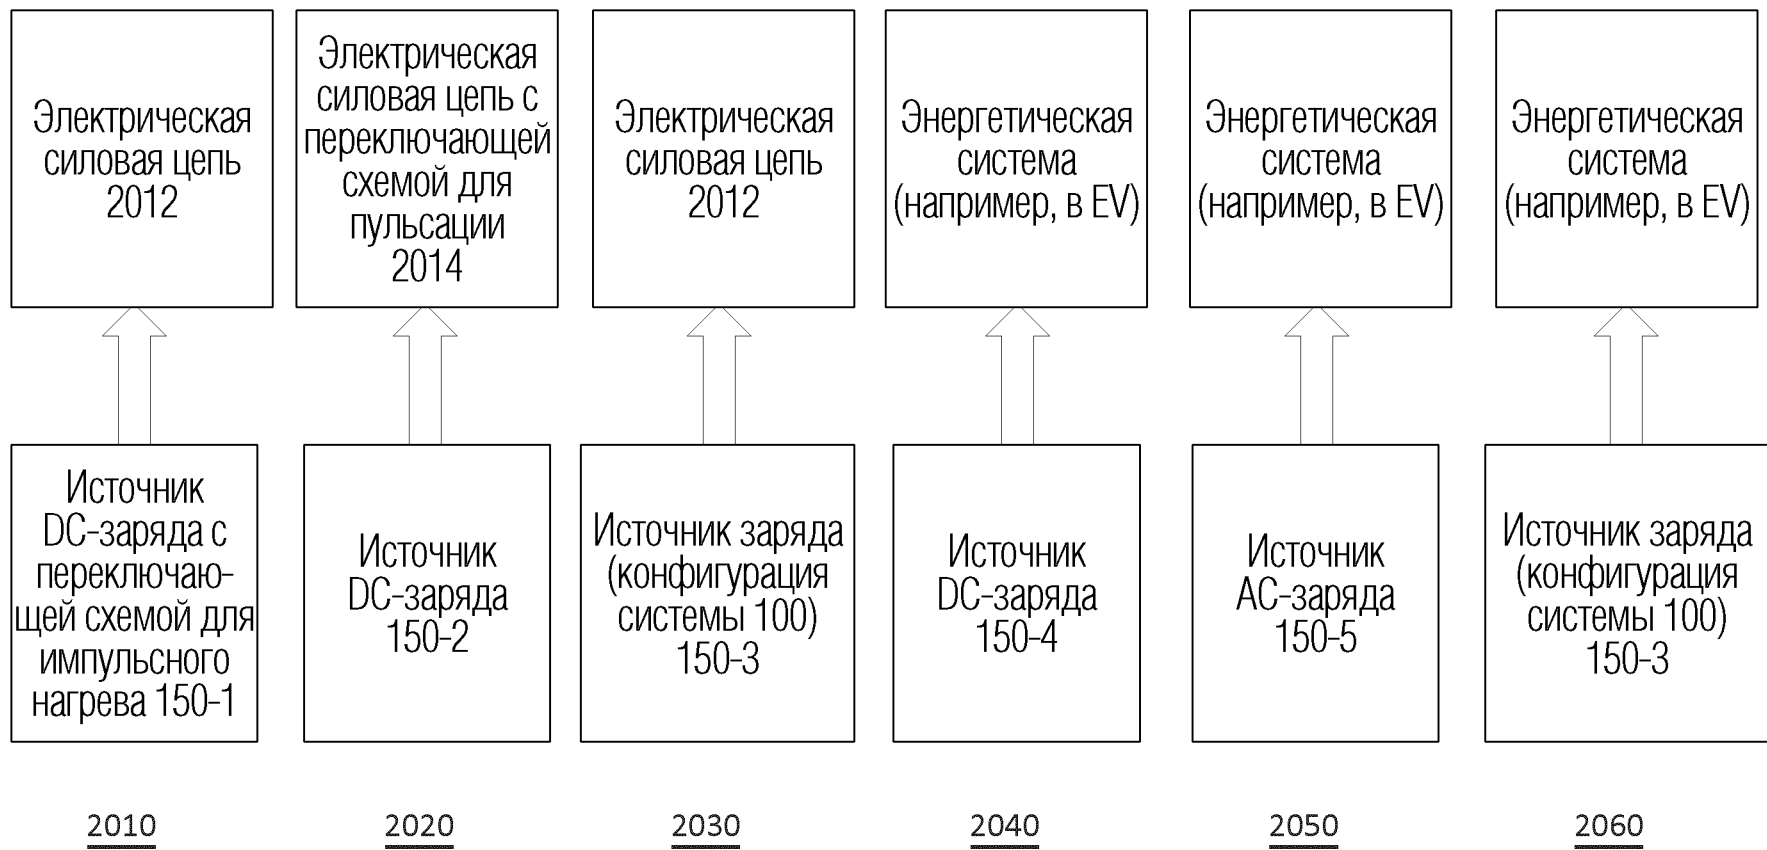 Электрическая
силовая цепь
2012
Электрическая
силовая цепь с
переключающей
схемой для
пульсации
2014
Электрическая
силовая цепь
2012
Энергетическая
система
(например, в EV)
Энергетическая
система
(например, в EV)
Энергетическая
система
(например, в EV)
Источник
DC-заряда с
переключаю-
щей схемой для
импульсного
нагрева 150-1
Источник
DC-заряда
150-2
Источник заряда
(конфигурация
системы 100)
150-3
Источник
DC-заряда
150-4
Источник
AC-заряда
150-5
Источник заряда
(конфигурация
системы 100)
150-3
2010
2020
2030
2040
2050
2060